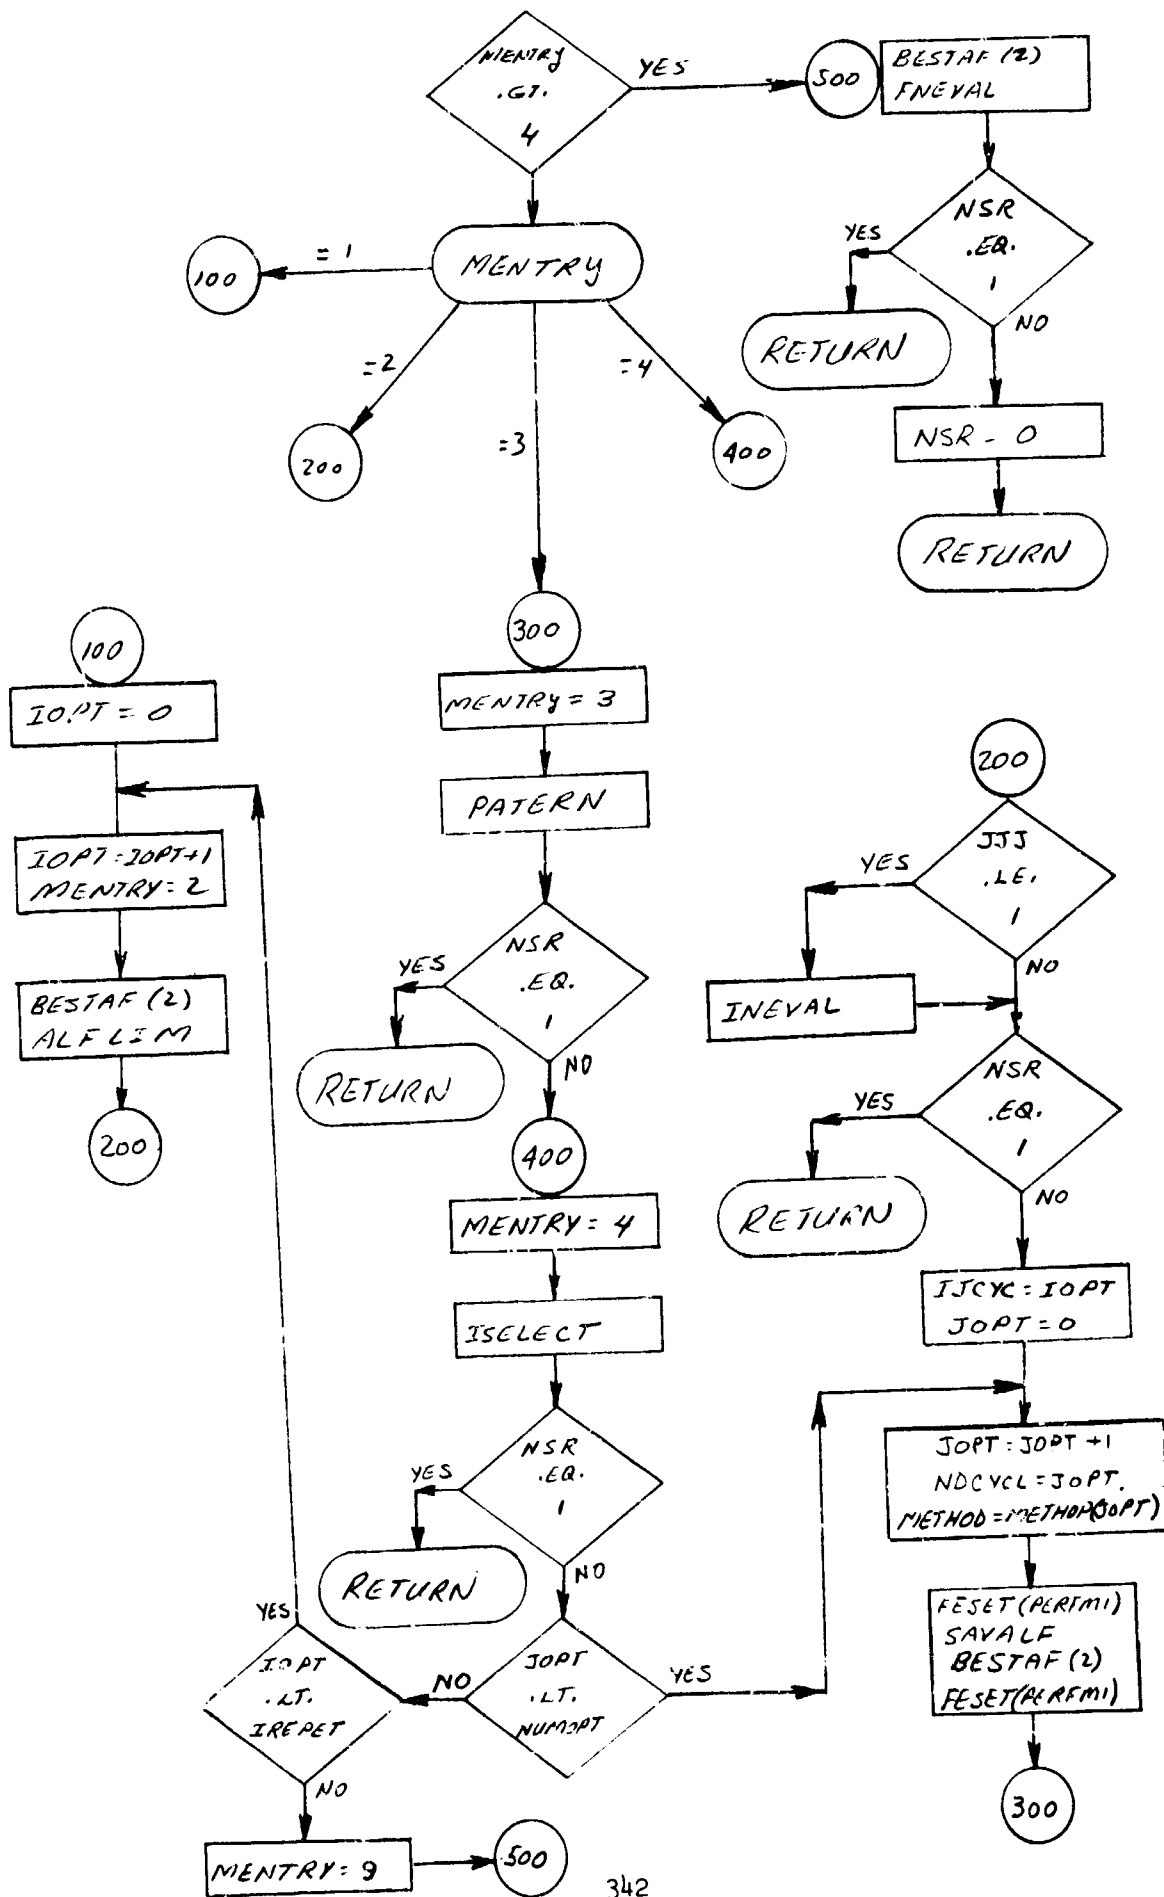 MENTRY
.GT.
4
YES
500
BESTAF (2)
FNEVAL
NSR
.EQ.
1
YES
RETURN
NO
NSR - 0
RETURN
MENTRY
= 1
100
=2
200
=3
=4
400
300
MENTRY = 3
PATERN
NSR
.EQ.
1
YES
RETURN
NO
400
MENTRY = 4
ISELECT
NSR
.EQ.
1
YES
RETURN
NO
JOPT
.LT.
NUMOPT
YES
NO
IOPT
.LT.
IREPET
YES
NO
MENTRY = 9
500
100
IOPT = 0
IOPT = IOPT+1
MENTRY = 2
BESTAF (2)
ALFLIM
200
200
JJJ
.LE.
1
YES
NO
INEVAL
NSR
.EQ.
1
YES
RETURN
NO
IJCYC = IOPT
JOPT = 0
JOPT = JOPT +1
NDCYCL = JOPT.
METHOD = METHOD(JOPT)
FESET (PERFM1)
SAVALF
BESTAF (2)
FESET (PERFM1)
300
342